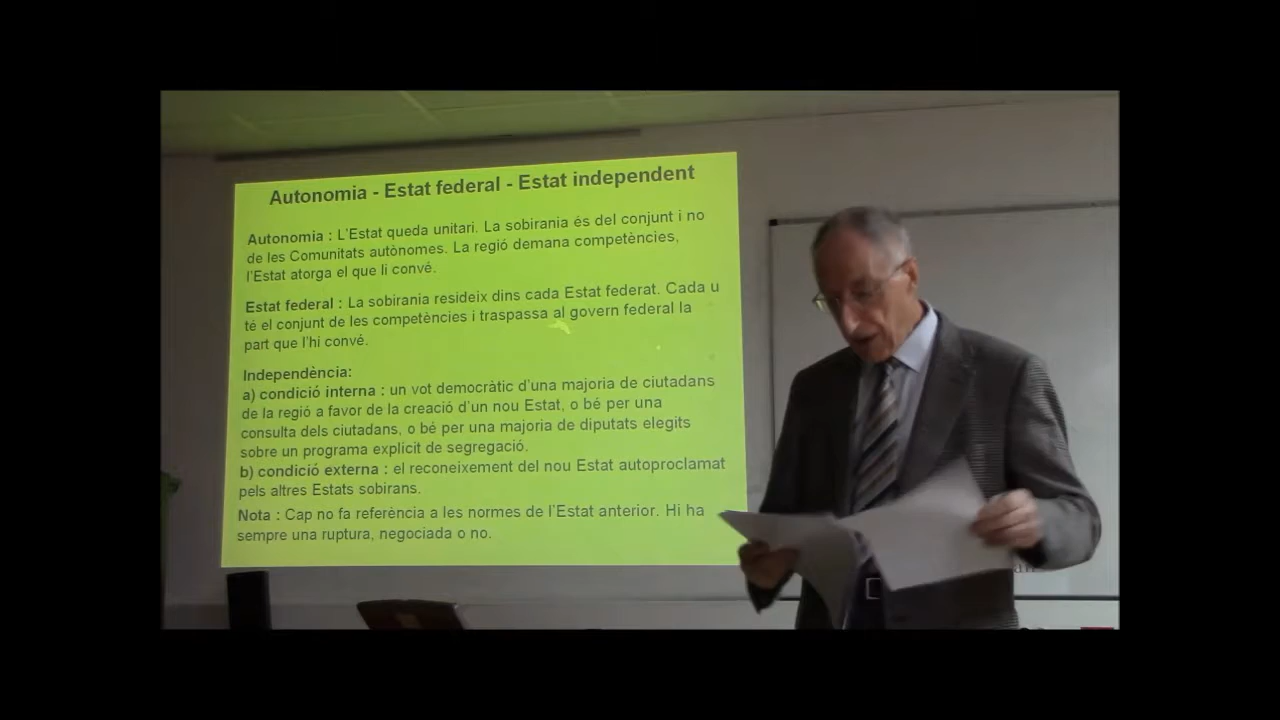 Autonomia - Estat federal - Estat independent
Autonomia : L'Estat queda unitari. La sobirania és del conjunt i no
de les Comunitats autònomes. La regió demana competències,
l'Estat atorga el que li convé.
Estat federal : La sobirania resideix dins cada Estat federat. Cada u
té el conjunt de les competències i traspassa al govern federal la
part que l'hi convé.
Independència:
a) condició interna : un vot democràtic d'una majoria de ciutadans
de la regió a favor de la creació d'un nou Estat, o bé per una
consulta dels ciutadans, o bé per una majoria de diputats elegits
sobre un programa explícit de segregació.
b) condició externa : el reconeixement del nou Estat autoproclamat
pels altres Estats sobirans.
Nota : Cap no fa referència a les normes de l'Estat anterior. Hi ha
sempre una ruptura, negociada o no.